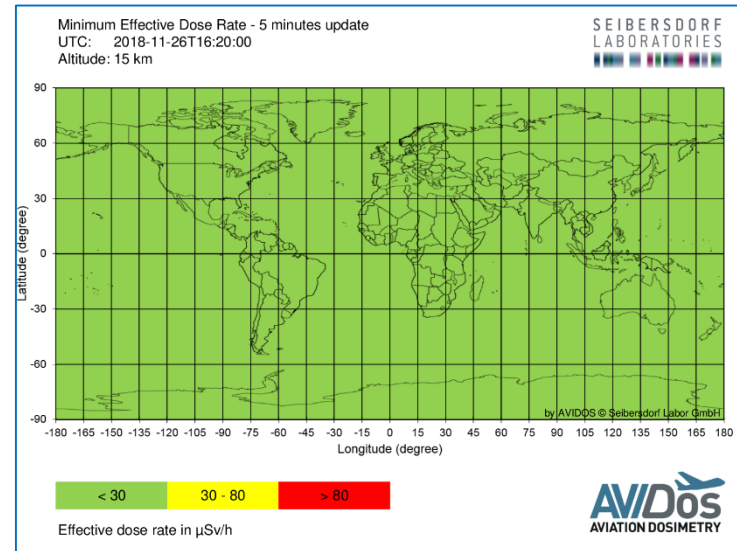 Minimum Effective Dose Rate - 5 minutes update
UTC: 2018-11-26T16:20:00
Altitude: 15 km
SEIBERSDORF
LABORATORIES
90
60
30
0
-30
-60
-90
Latitude (degree)
by AVIDOS © Seibersdorf Labor GmbH
-180 -165 -150 -135 -120 -105 -90 -75 -60 -45 -30 -15 0 15 30 45 60 75 90 105 120 135 150 165 180
Longitude (degree)
< 30 30 - 80 > 80
Effective dose rate in µSv/h
AVIDOS
AVIATION DOSIMETRY